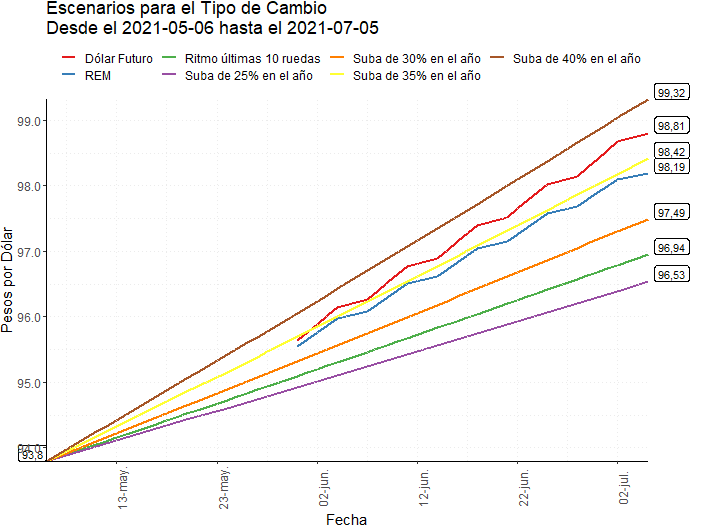 Escenarios para el Tipo de Cambio
Desde el 2021-05-06 hasta el 2021-07-05
Dólar Futuro Ritmo últimas 10 ruedas Suba de 30% en el año Suba de 40% en el año
REM Suba de 25% en el año Suba de 35% en el año
99,32
99.0
98,81
98,42
98,19
98.0
97,49
97.0
96,94
96,53
96.0
95.0
94.0
93,8
Pesos por Dólar
13-may.
23-may.
02-jun.
12-jun.
22-jun.
02-jul.
Fecha